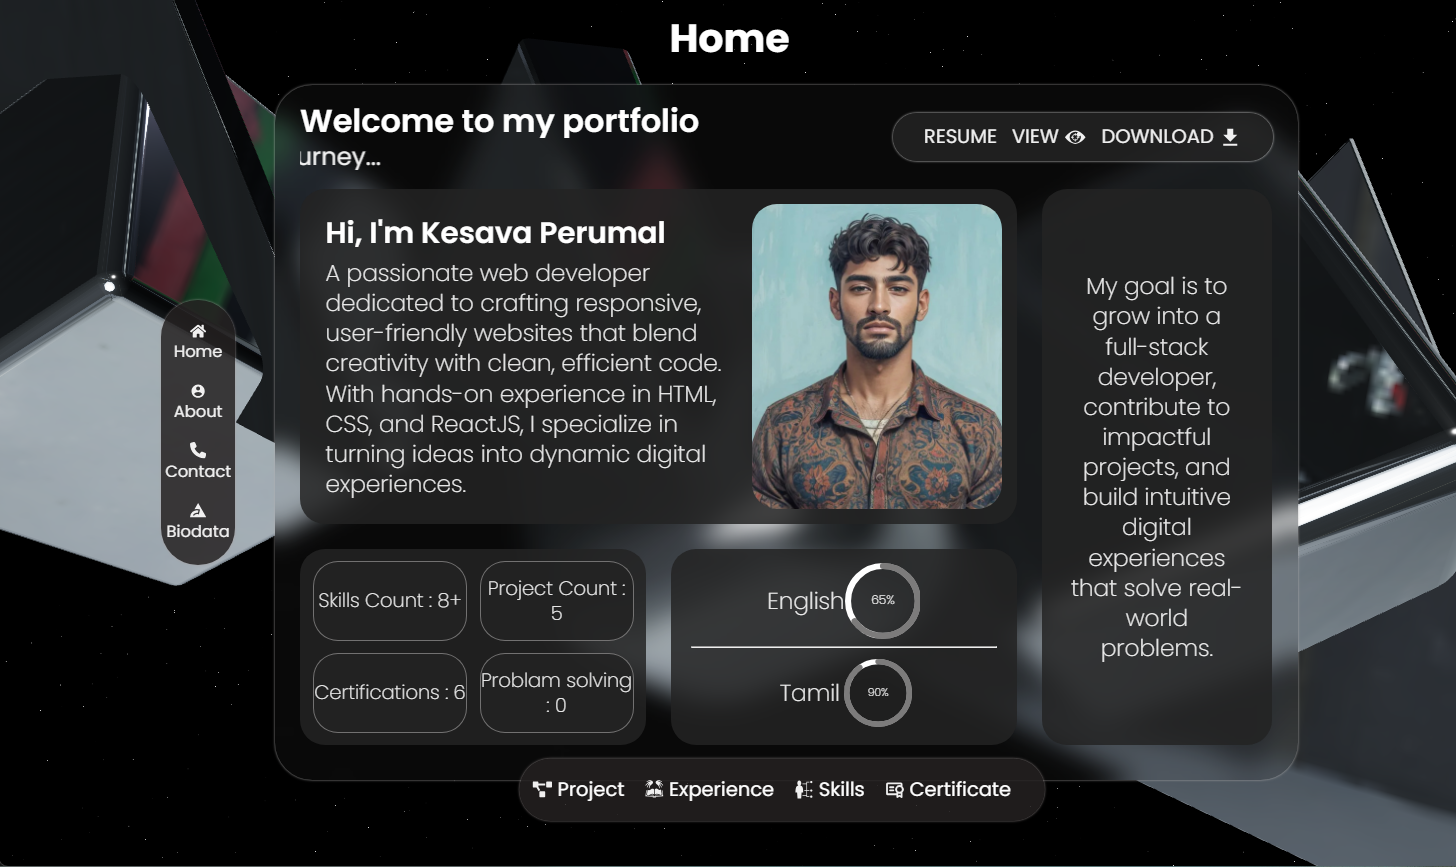 Home
Welcome to my portfolio
urney...
RESUME VIEW DOWNLOAD
Hi, I'm Kesava Perumal
A passionate web developer
dedicated to crafting responsive,
user-friendly websites that blend
creativity with clean, efficient code.
With hands-on experience in HTML,
CSS, and ReactJS, I specialize in
turning ideas into dynamic digital
experiences.
My goal is to
grow into a
full-stack
developer,
contribute to
impactful
projects, and
build intuitive
digital
experiences
that solve real-
world
problems.
Home
About
Contact
Biodata
Skills Count : 8+
Project Count :
5
Certifications : 6
Problam solving
: 0
English 65%
Tamil 90%
Project Experience Skills Certificate